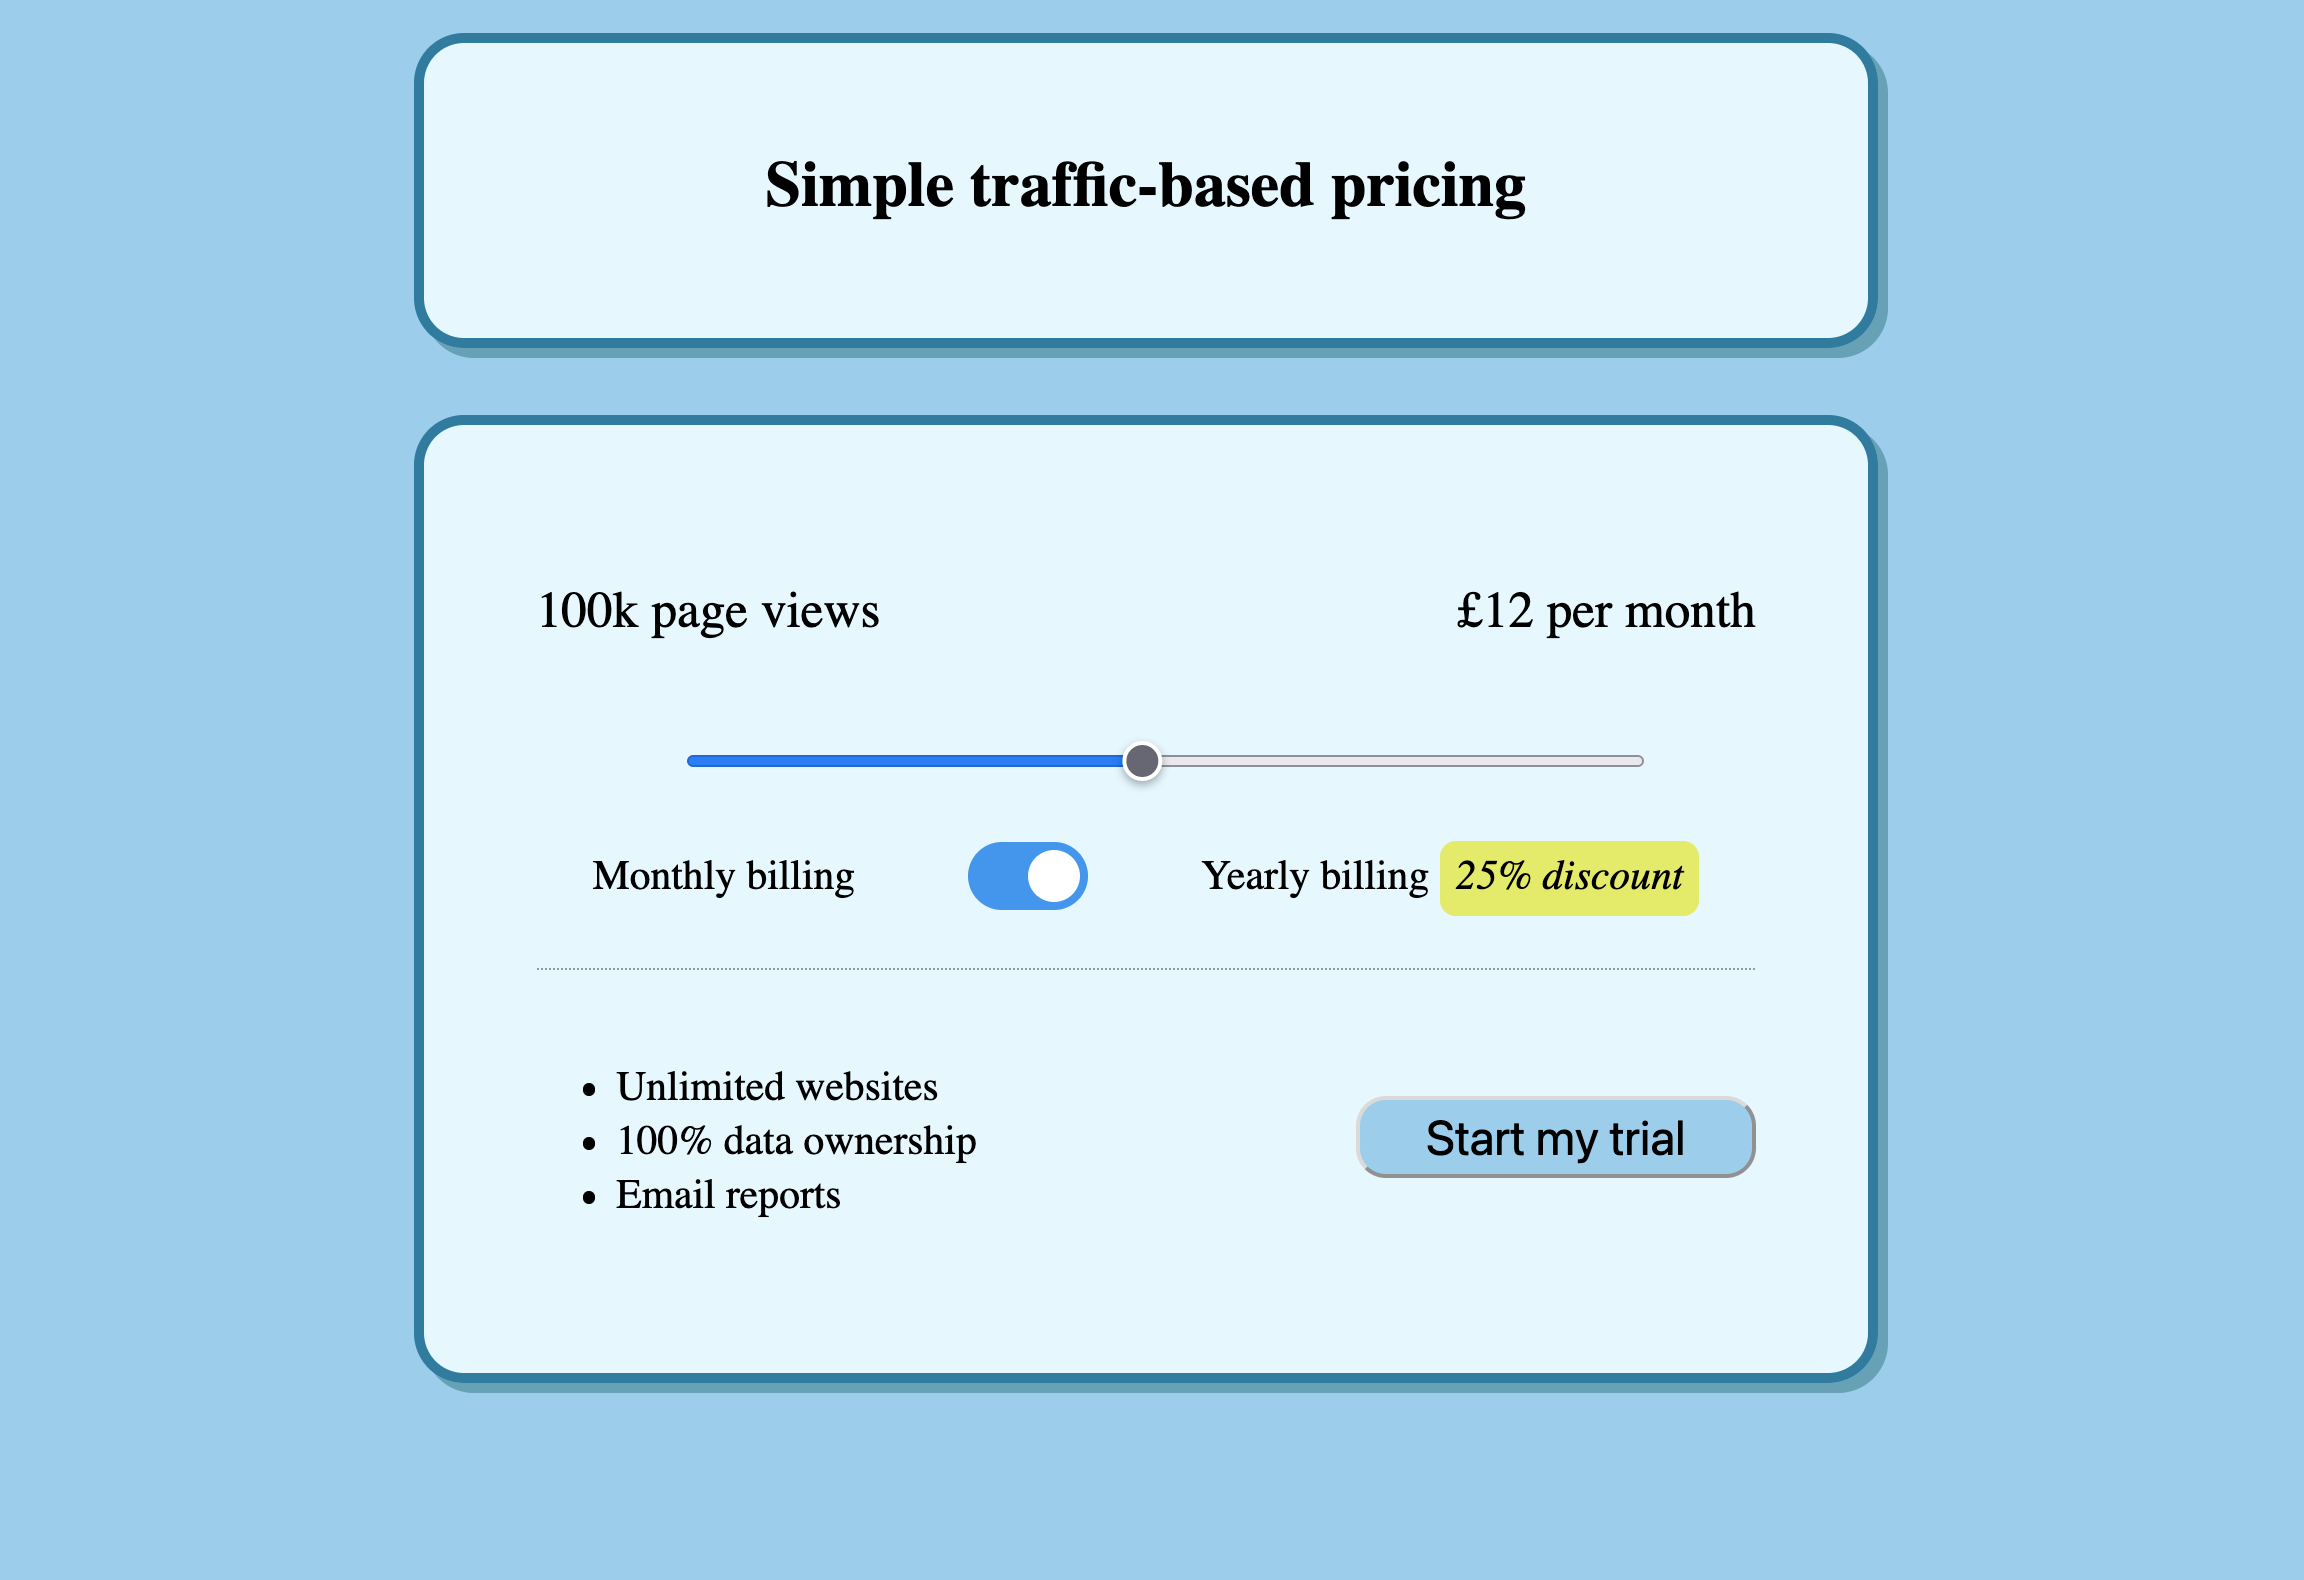 Simple traffic-based pricing
100k page views
£12 per month
Monthly billing
Yearly billing 25% discount
Unlimited websites
100% data ownership
Email reports
Start my trial